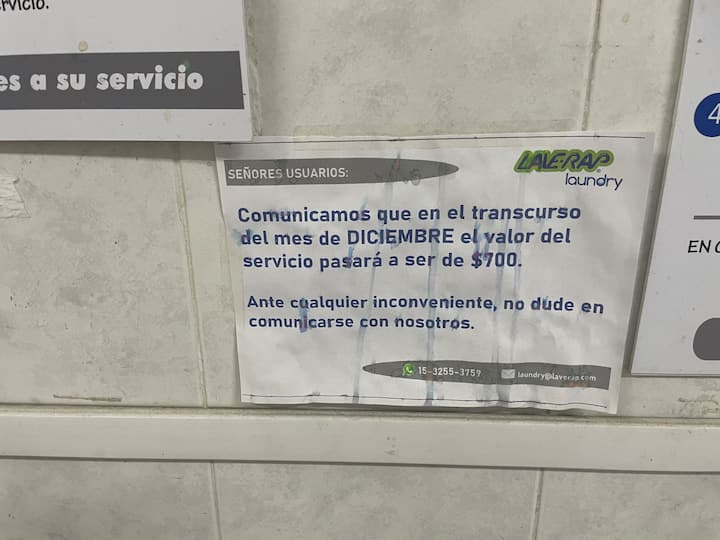 servicio.
es a su servicio
SEÑORES USUARIOS:
LAVERAP
laundry
Comunicamos que en el transcurso
del mes de DICIEMBRE el valor del
servicio pasará a ser de $700.
Ante cualquier inconveniente, no dude en
comunicarse con nosotros.
15-3255-3759
laundry@laverap.com
4
EN